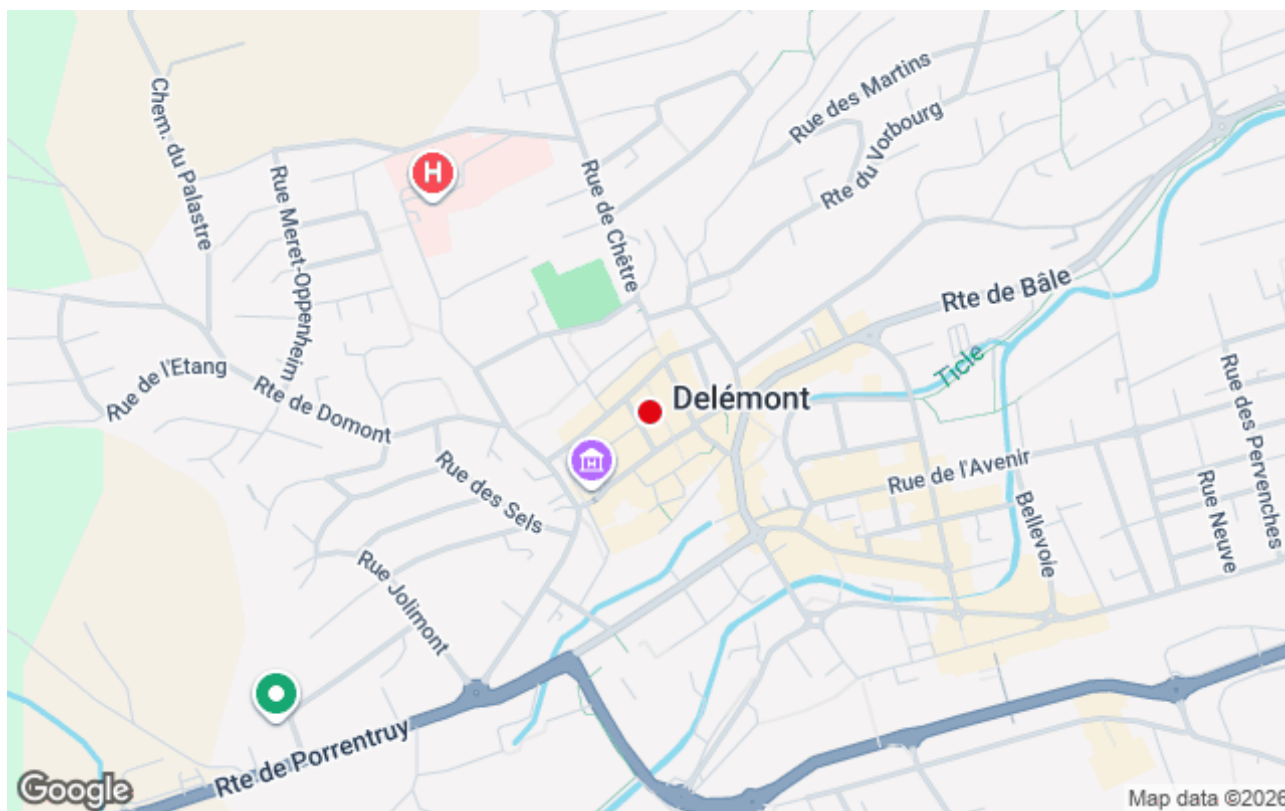 Chem. du Palastre
Rue Meret-Oppenheim
Rue de Chêtre
Rue des Martins
Rte du Vorbourg
Rte de Bâle
Ticle
Rue de l'Etang
Rte de Domont
Delémont
H
Rue des Sels
Rue de l'Avenir
Rue des Pervenches
Rue Neuve
Bellevoie
Rue Jolimont
Rte de Porrentruy
Google
Map data ©2026